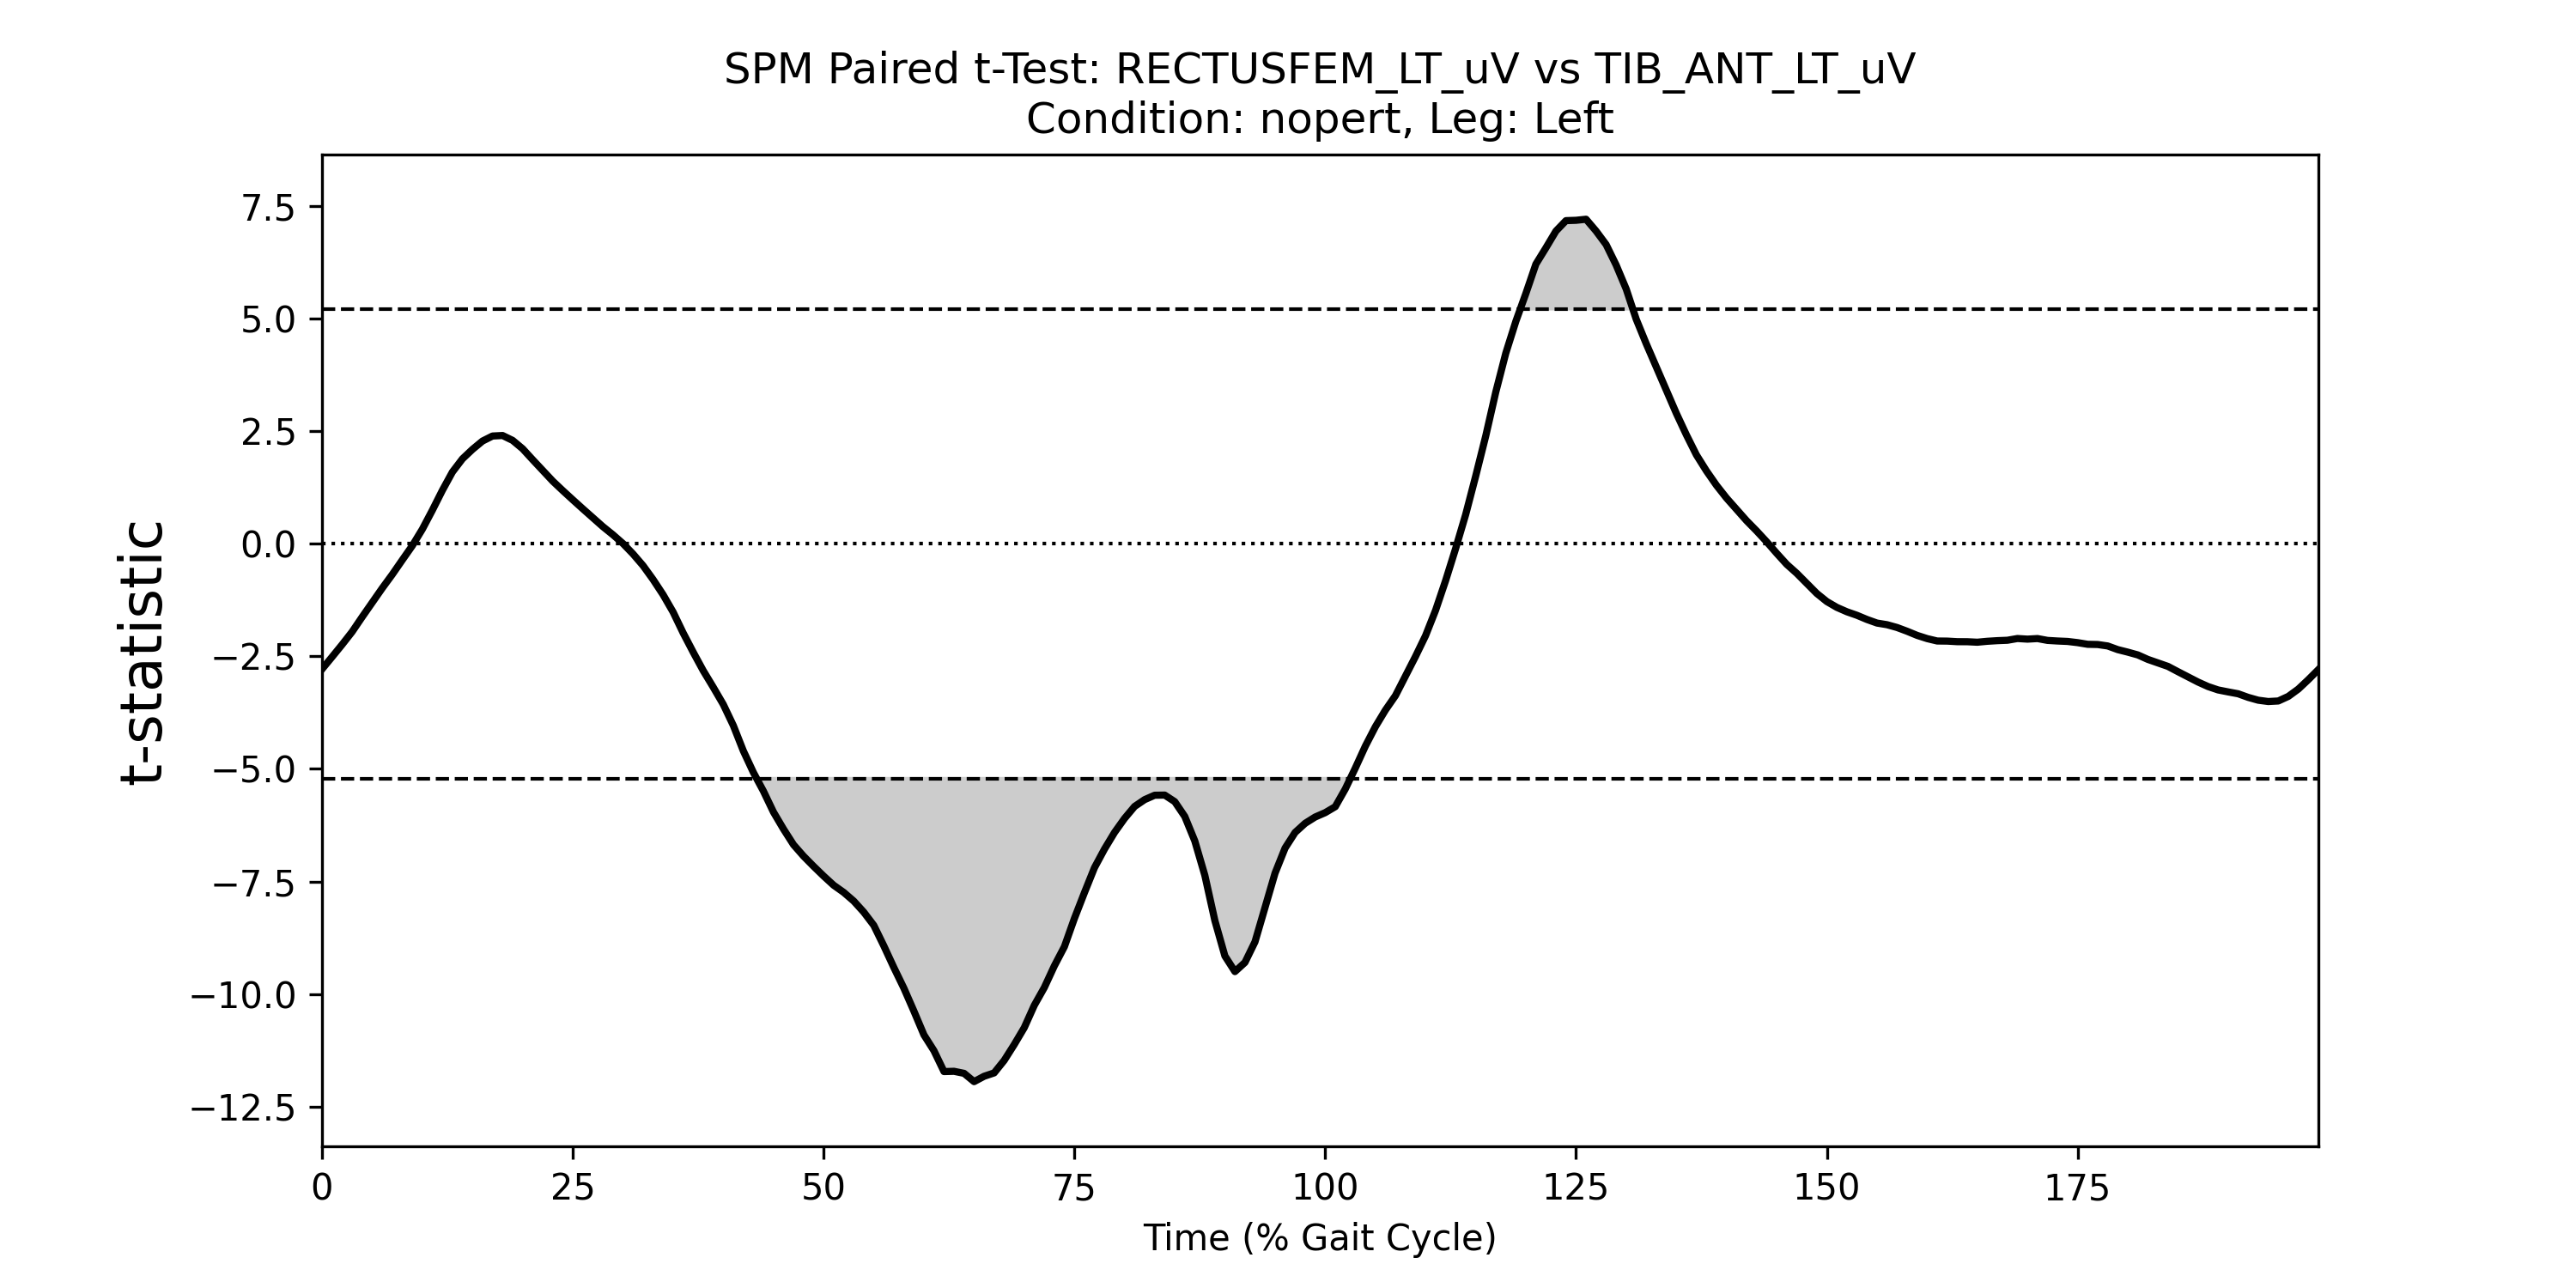 SPM Paired t-Test: RECTUSFEM_LT_uV vs TIB_ANT_LT_uV
Condition: nopert, Leg: Left
t-statistic
7.5
5.0
2.5
0.0
−2.5
−5.0
−7.5
−10.0
−12.5
0 25 50 75 100 125 150 175
Time (% Gait Cycle)